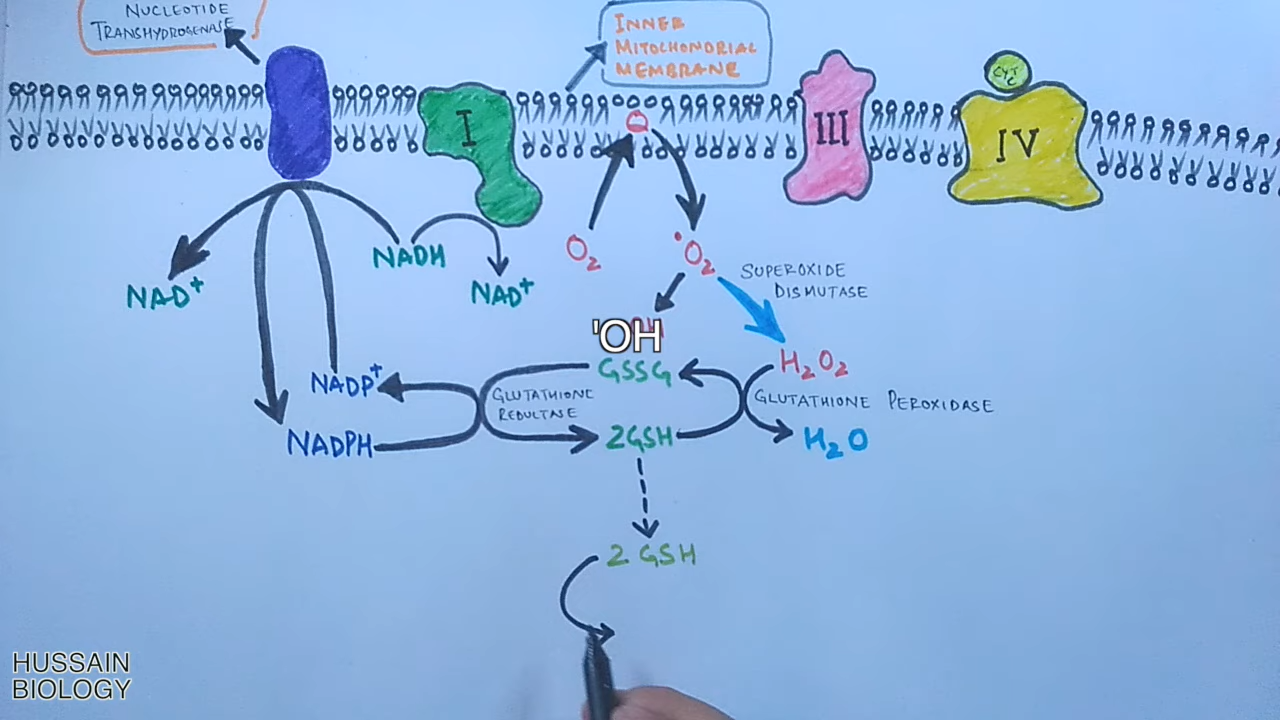 NUCLEOTIDE
TRANSHYDROGENASE
INNER
MITOCHONDRIAL
MEMBRANE
I
Q
III
CYT C
IV
NADH
NAD+
NAD+
O2
•O2
SUPEROXIDE
DISMUTASE
'OH
NADP+
GLUTATHIONE
REDUCTASE
GSSG
H2O2
GLUTATHIONE PEROXIDASE
NADPH
2GSH
H2O
2 GSH
HUSSAIN
BIOLOGY